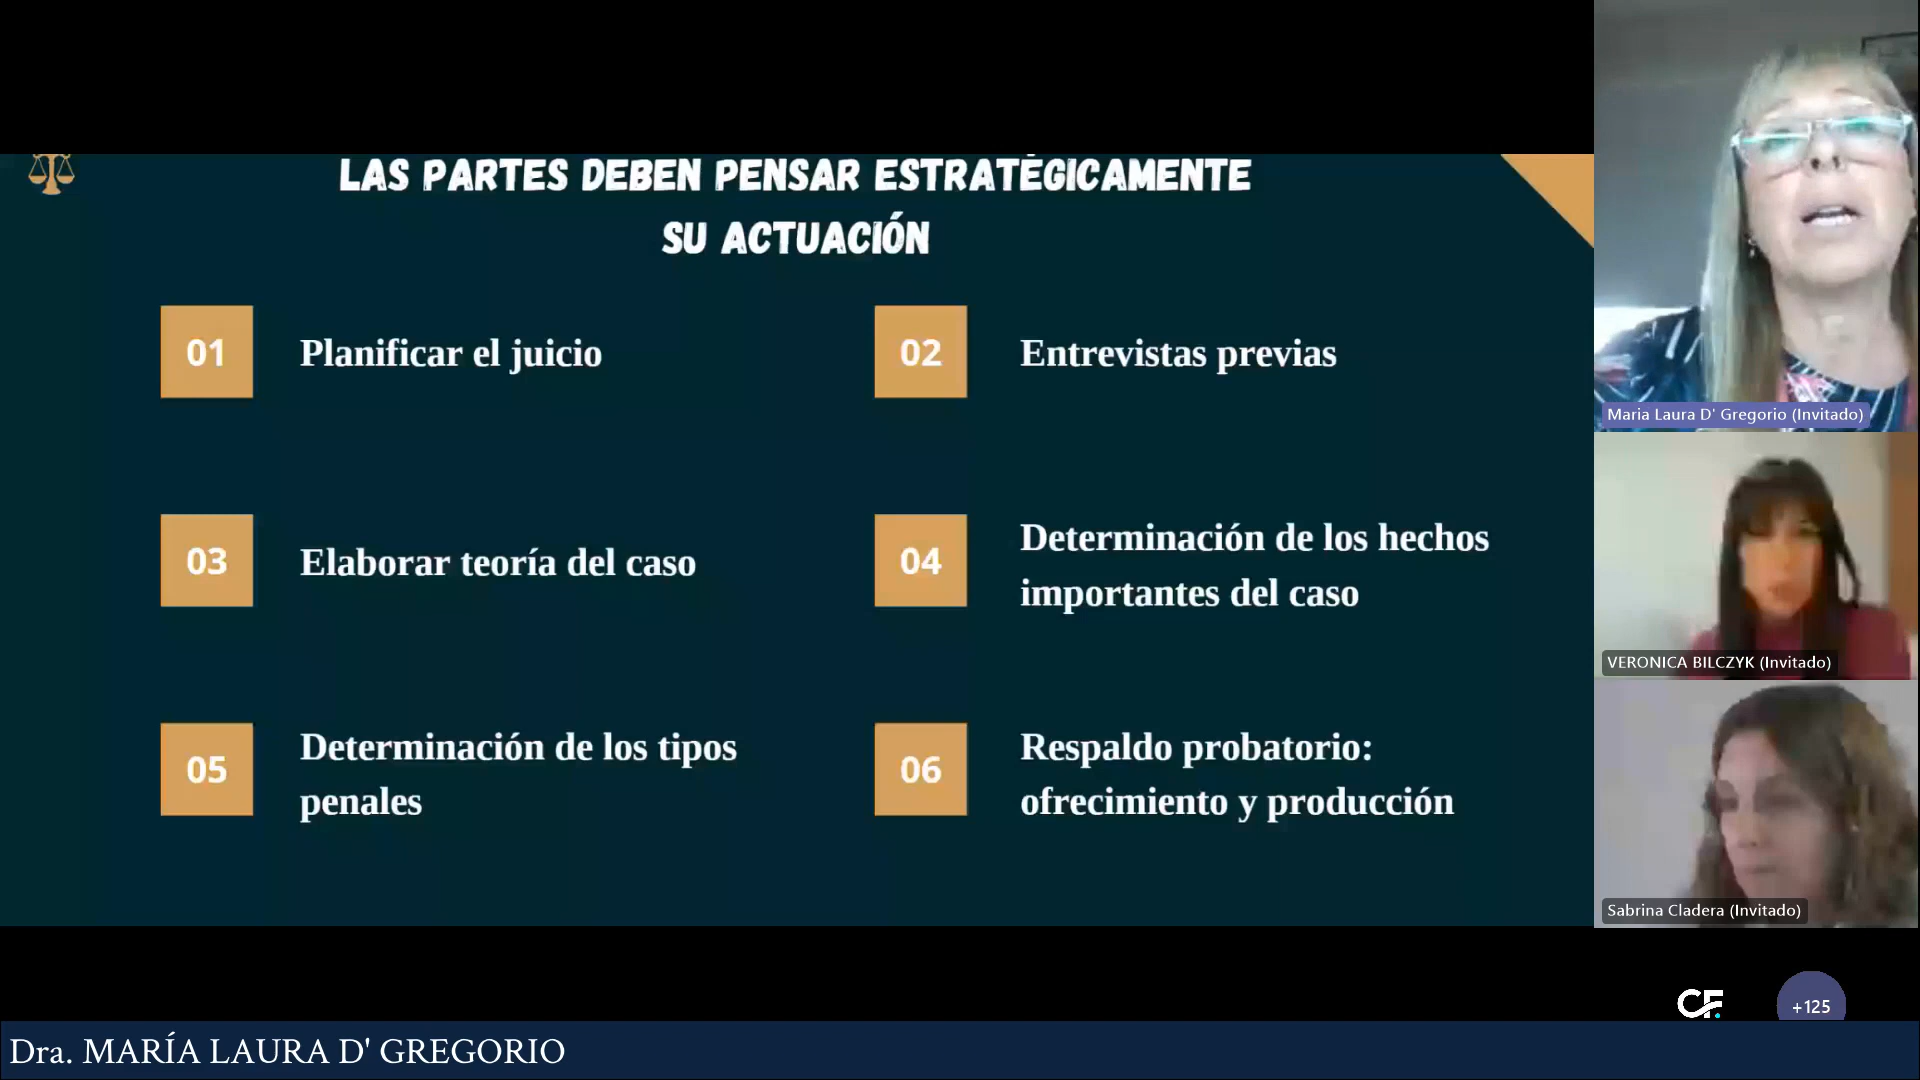 LAS PARTES DEBEN PENSAR ESTRATÉGICAMENTE
SU ACTUACIÓN
01
Planificar el juicio
02
Entrevistas previas
03
Elaborar teoría del caso
04
Determinación de los hechos
importantes del caso
05
Determinación de los tipos
penales
06
Respaldo probatorio:
ofrecimiento y producción
Maria Laura D' Gregorio (Invitado)
VERONICA BILCZYK (Invitado)
Sabrina Cladera (Invitado)
CF
+125
Dra. MARÍA LAURA D' GREGORIO